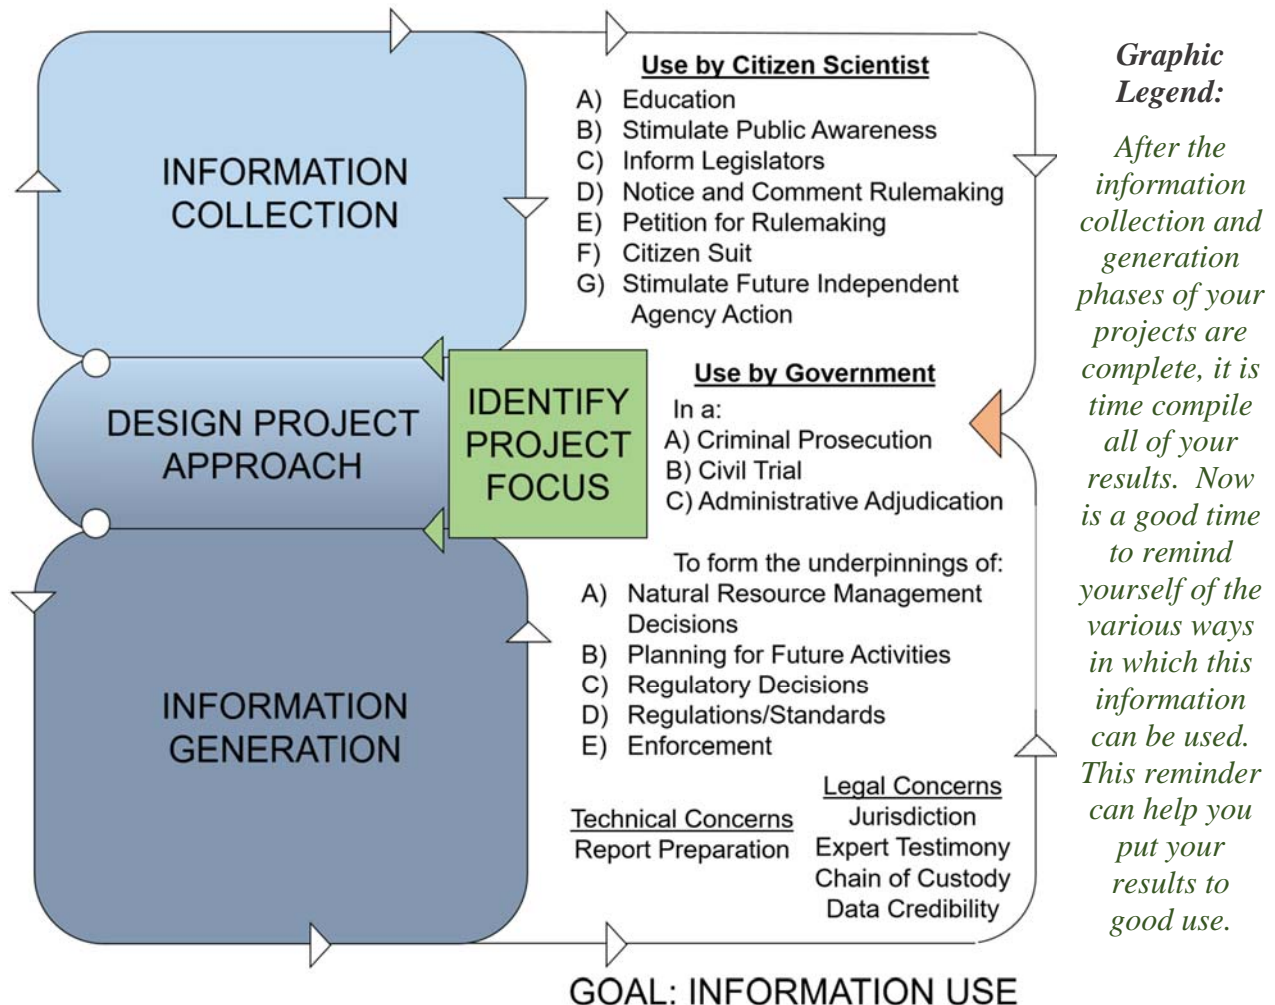 INFORMATION
COLLECTION
DESIGN PROJECT
APPROACH
IDENTIFY
PROJECT
FOCUS
INFORMATION
GENERATION
Use by Citizen Scientist
A) Education
B) Stimulate Public Awareness
C) Inform Legislators
D) Notice and Comment Rulemaking
E) Petition for Rulemaking
F) Citizen Suit
G) Stimulate Future Independent
Agency Action
Use by Government
In a:
A) Criminal Prosecution
B) Civil Trial
C) Administrative Adjudication
To form the underpinnings of:
A) Natural Resource Management
Decisions
B) Planning for Future Activities
C) Regulatory Decisions
D) Regulations/Standards
E) Enforcement
Technical Concerns
Report Preparation
Legal Concerns
Jurisdiction
Expert Testimony
Chain of Custody
Data Credibility
GOAL: INFORMATION USE
Graphic
Legend:
After the
information
collection and
generation
phases of your
projects are
complete, it is
time compile
all of your
results. Now
is a good time
to remind
yourself of the
various ways
in which this
information
can be used.
This reminder
can help you
put your
results to
good use.